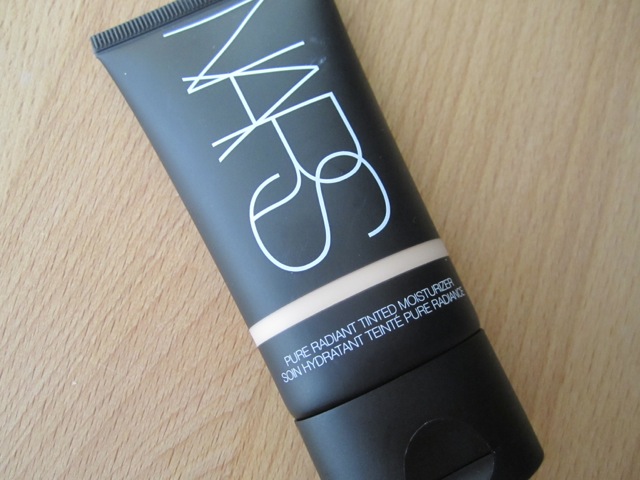 NARS
PURE RADIANT TINTED MOISTURIZER
SOIN HYDRATANT TEINTÉ PURE RADIANCE